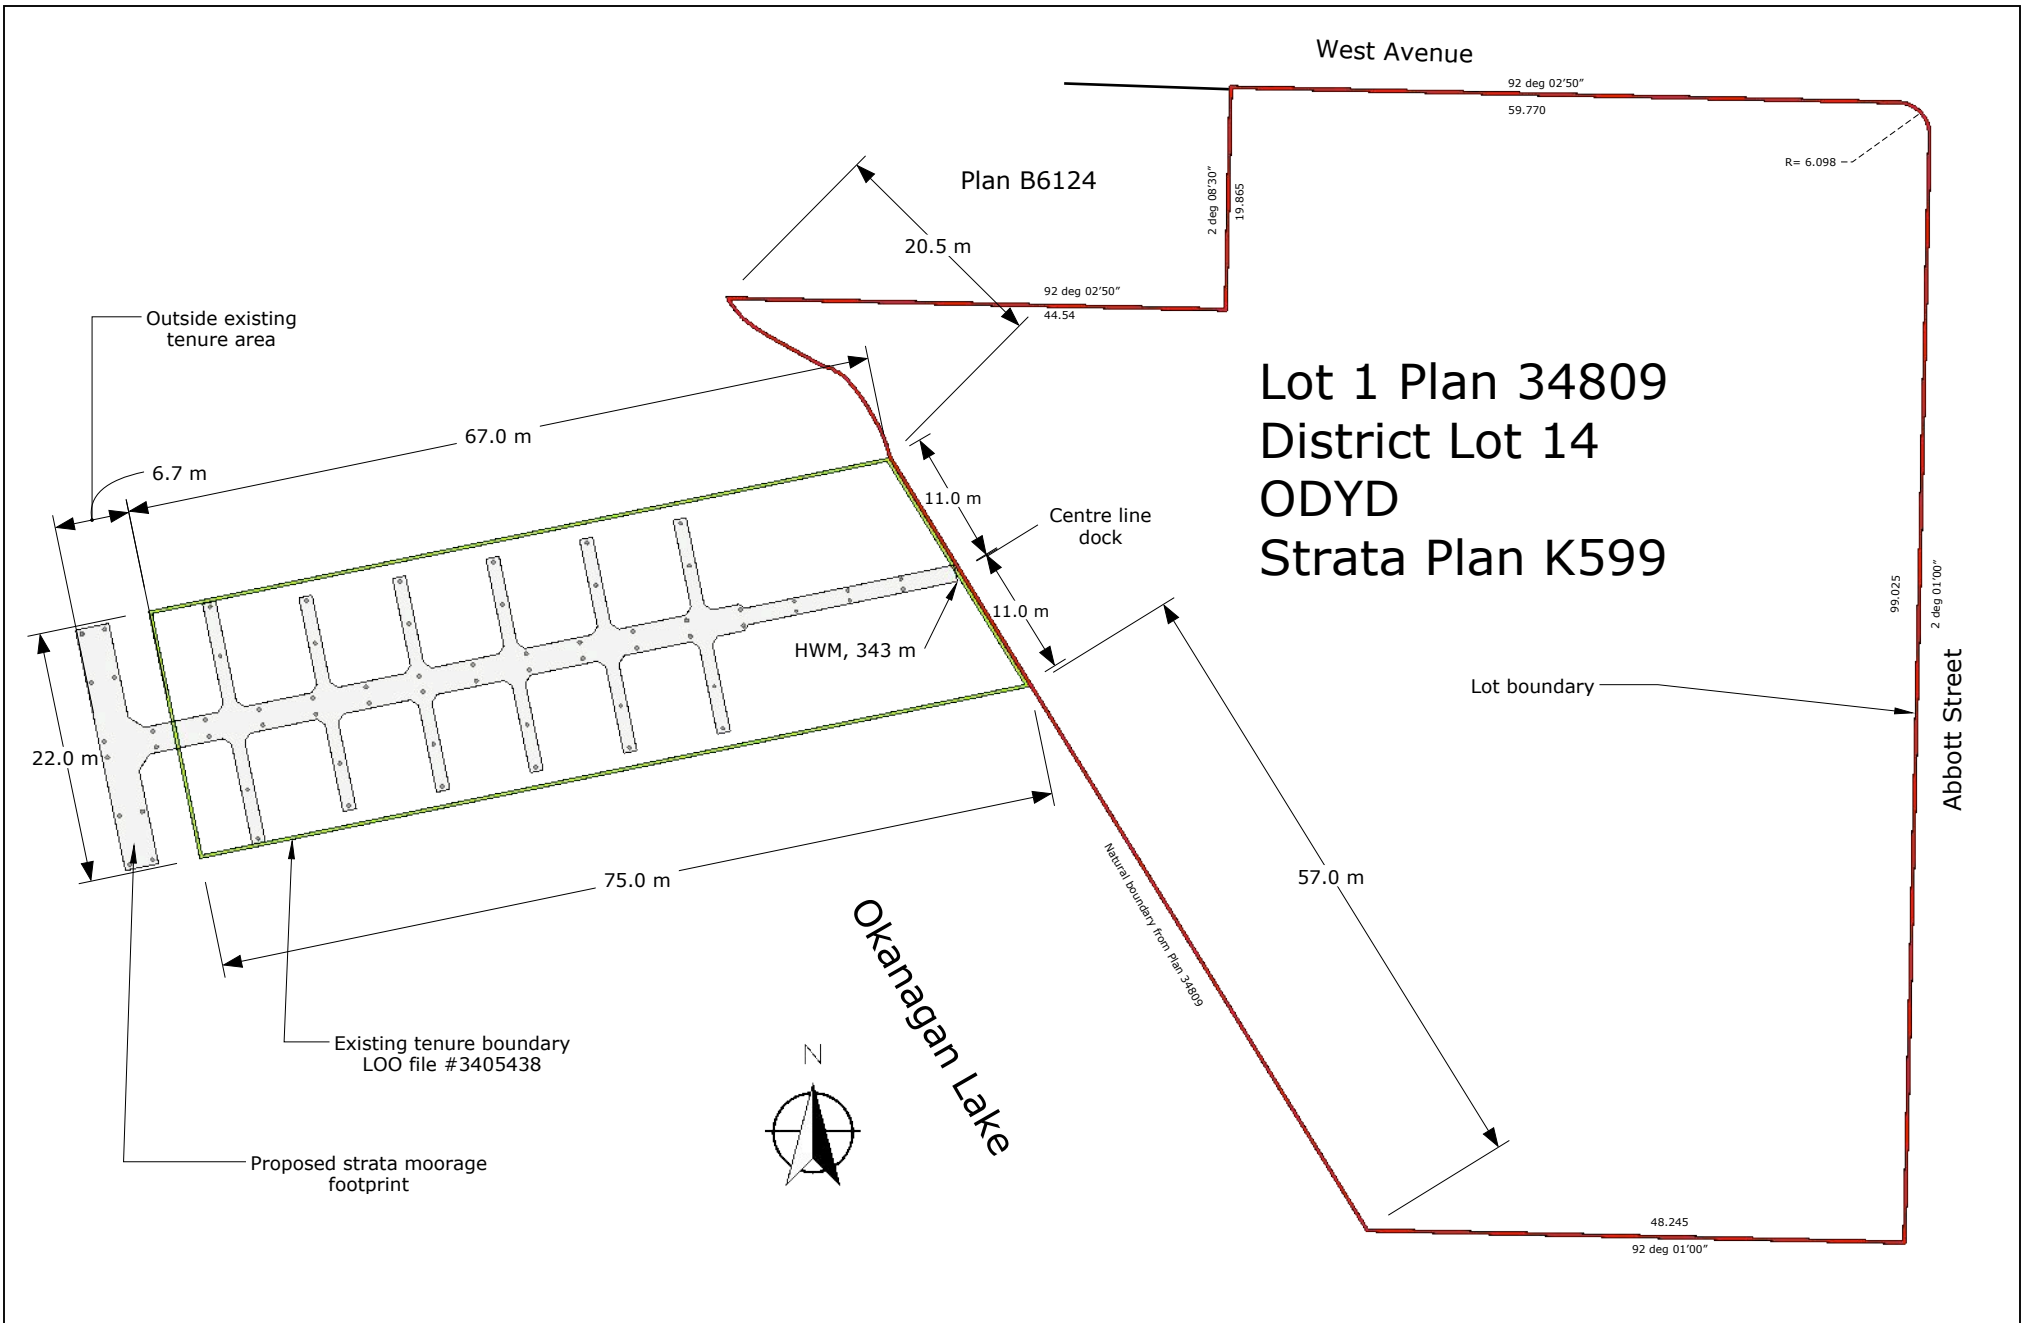 West Avenue
92 deg 02'50"
59.770
R= 6.098
Plan B6124
2 deg 08'30"
19.865
20.5 m
92 deg 02'50"
44.54
Outside existing
tenure area
Lot 1 Plan 34809
District Lot 14
ODYD
Strata Plan K599
67.0 m
6.7 m
11.0 m
Centre line
dock
11.0 m
HWM, 343 m
99.025
2 deg 01'00"
Lot boundary
Abbott Street
22.0 m
75.0 m
57.0 m
Natural boundary from Plan 34809
Okanagan Lake
Existing tenure boundary
LOO file #3405438
N
Proposed strata moorage
footprint
48.245
92 deg 01'00"